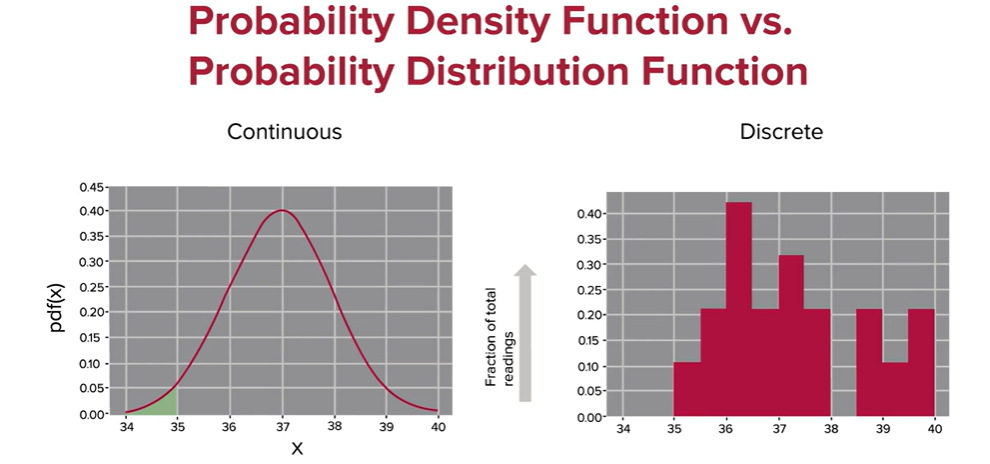 Probability Density Function vs.
Probability Distribution Function
Continuous
0.45
0.40
0.35
0.30
0.25
0.20
0.15
0.10
0.05
0.00
pdf(x)
34 35 36 37 38 39 40
X
Discrete
Fraction of total
readings
0.40
0.35
0.30
0.25
0.20
0.15
0.10
0.05
0.00
34 35 36 37 38 39 40